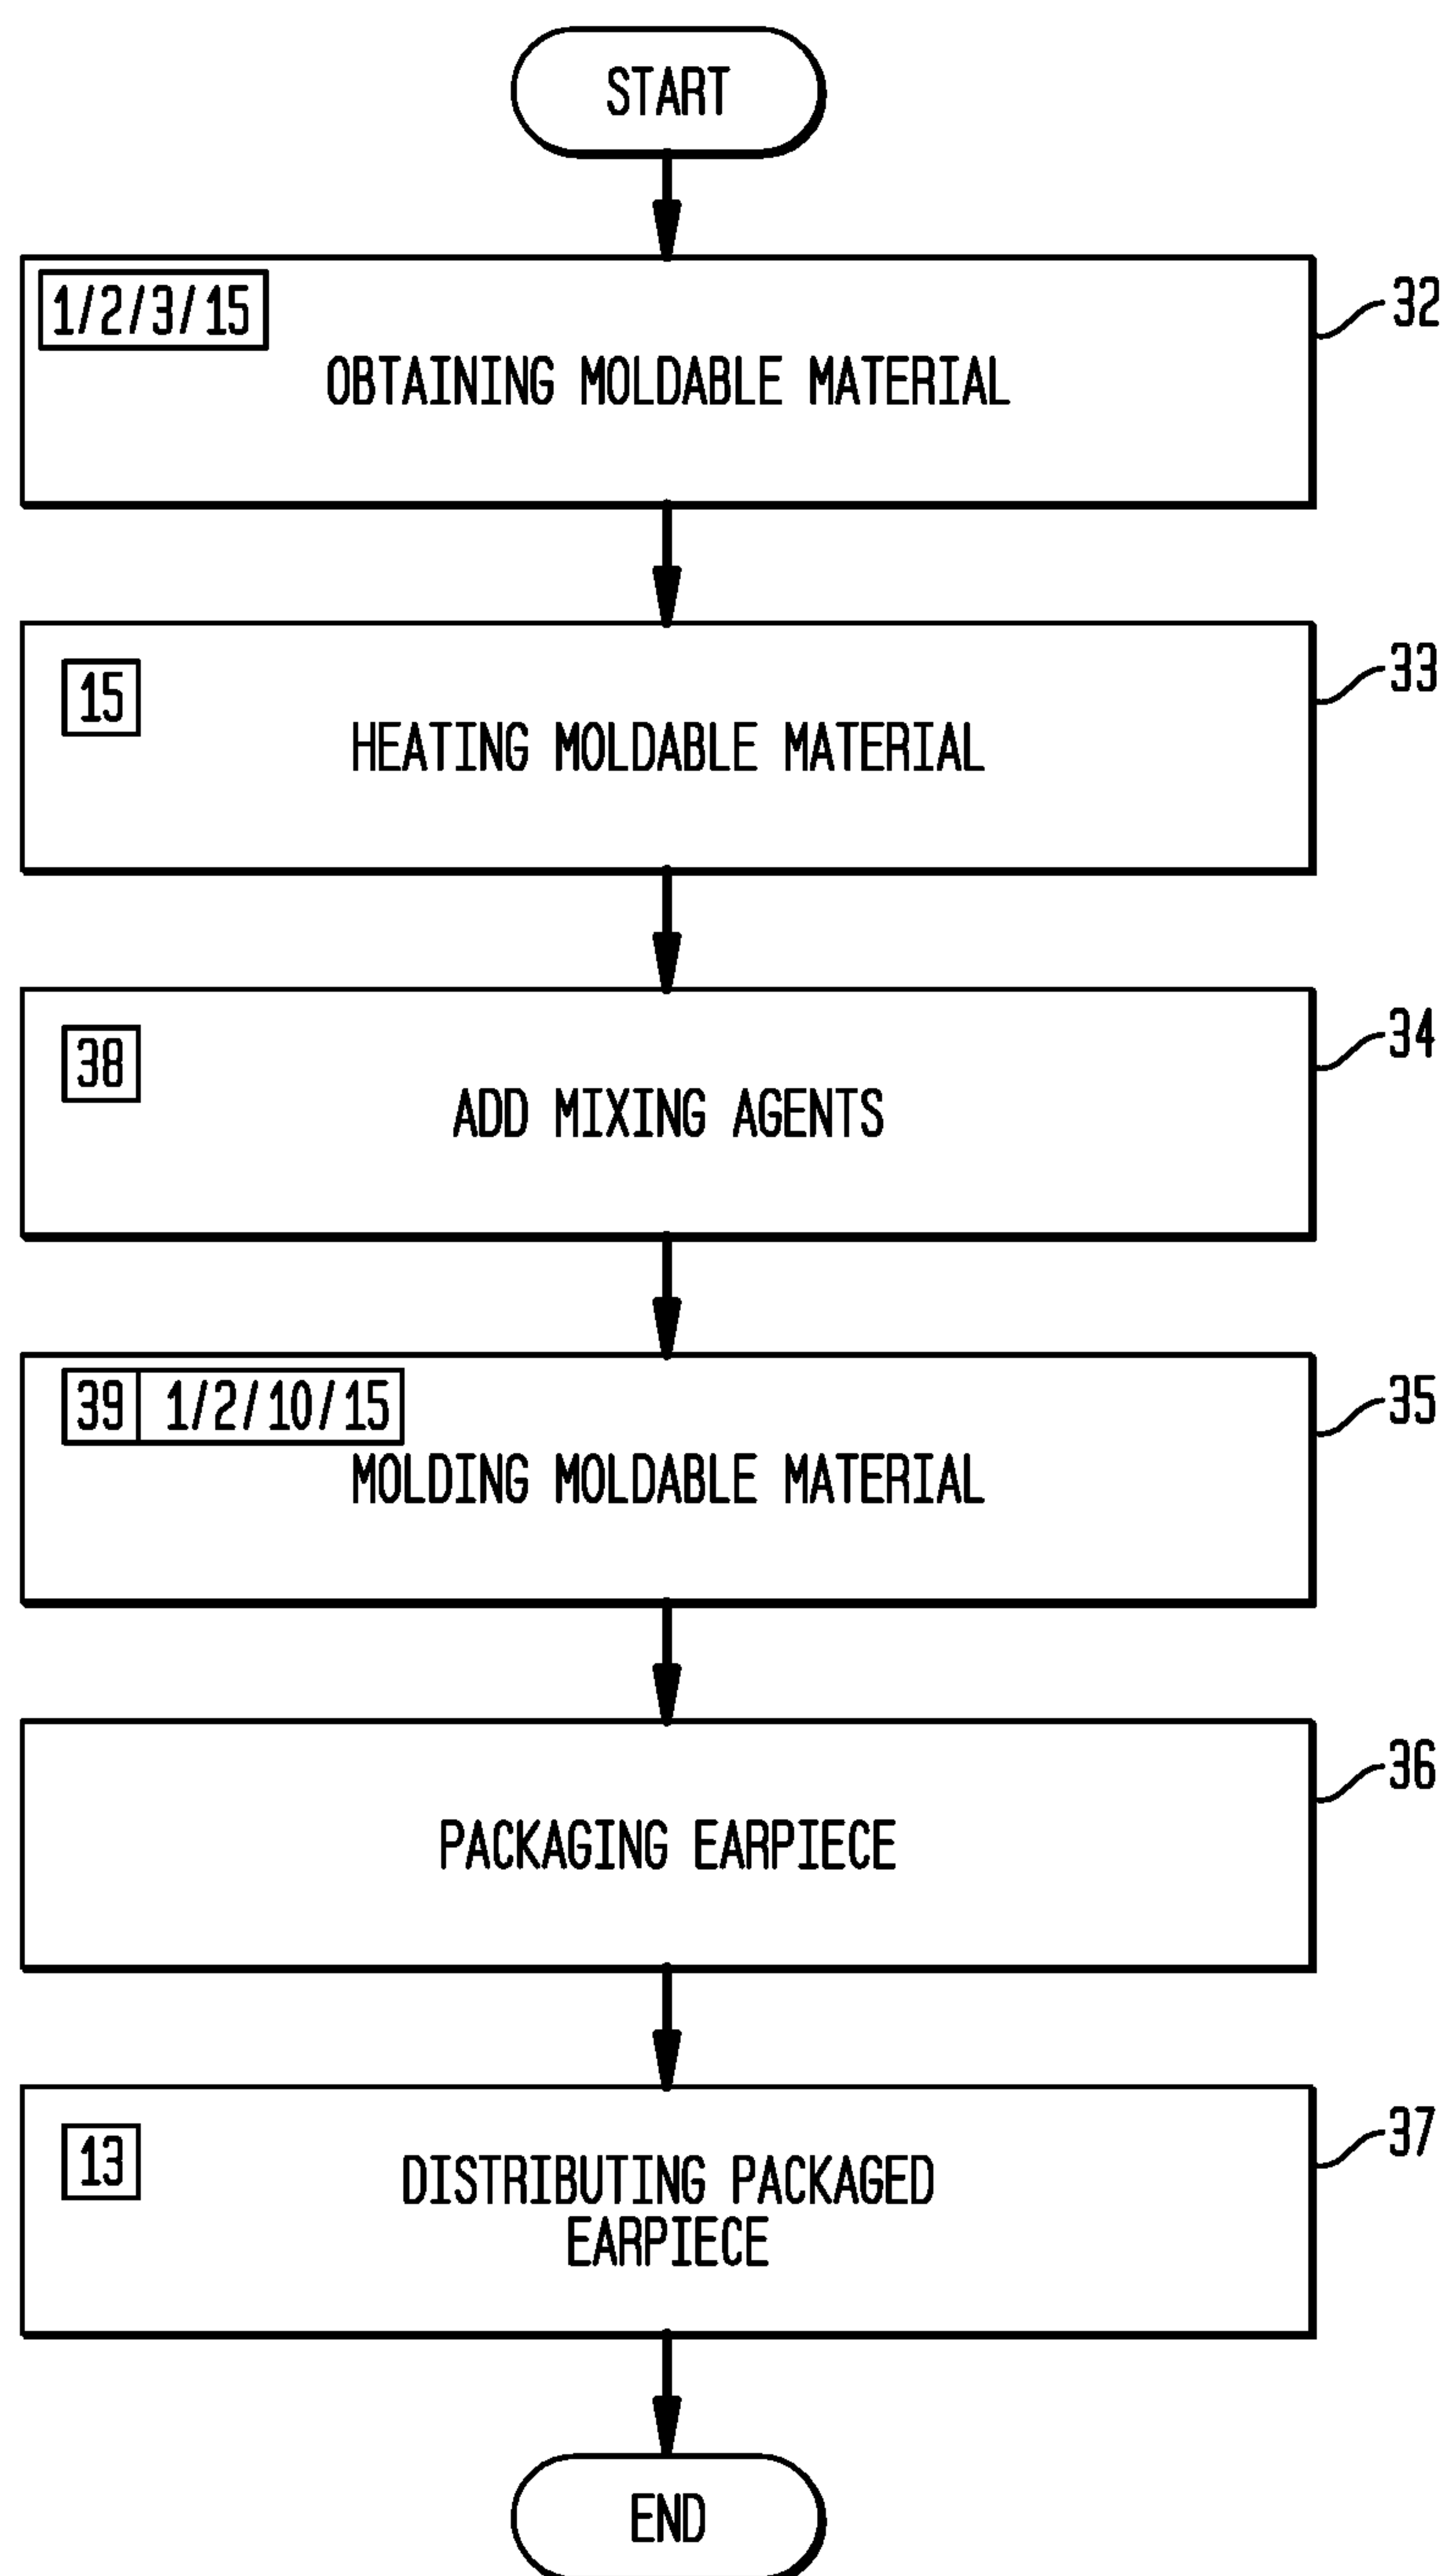 START
1/2/3/15
32
OBTAINING MOLDABLE MATERIAL
33
15
HEATING MOLDABLE MATERIAL
34
38
ADD MIXING AGENTS
39 1/2/10/15
35
MOLDING MOLDABLE MATERIAL
36
PACKAGING EARPIECE
37
13
DISTRIBUTING PACKAGED
EARPIECE
END